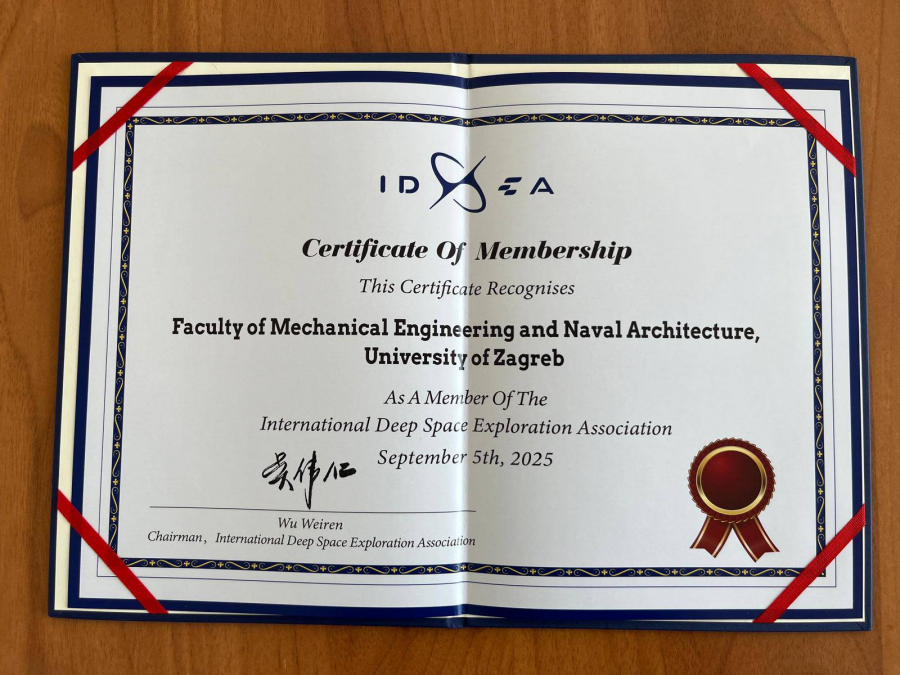 IDSEA
Certificate Of Membership
This Certificate Recognises
Faculty of Mechanical Engineering and Naval Architecture,
University of Zagreb
As A Member Of The
International Deep Space Exploration Association
September 5th, 2025
吴伟仁
Wu Weiren
Chairman, International Deep Space Exploration Association